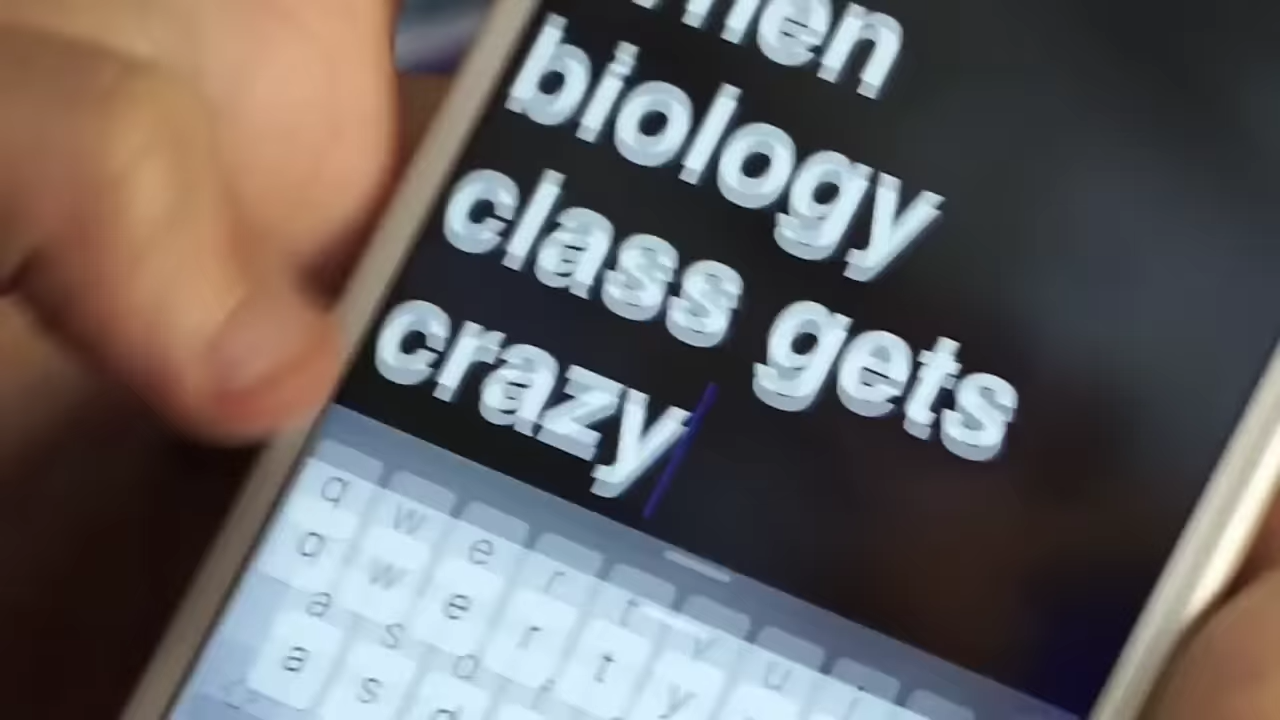 biology
class gets
crazy
q w e r t y u
a s